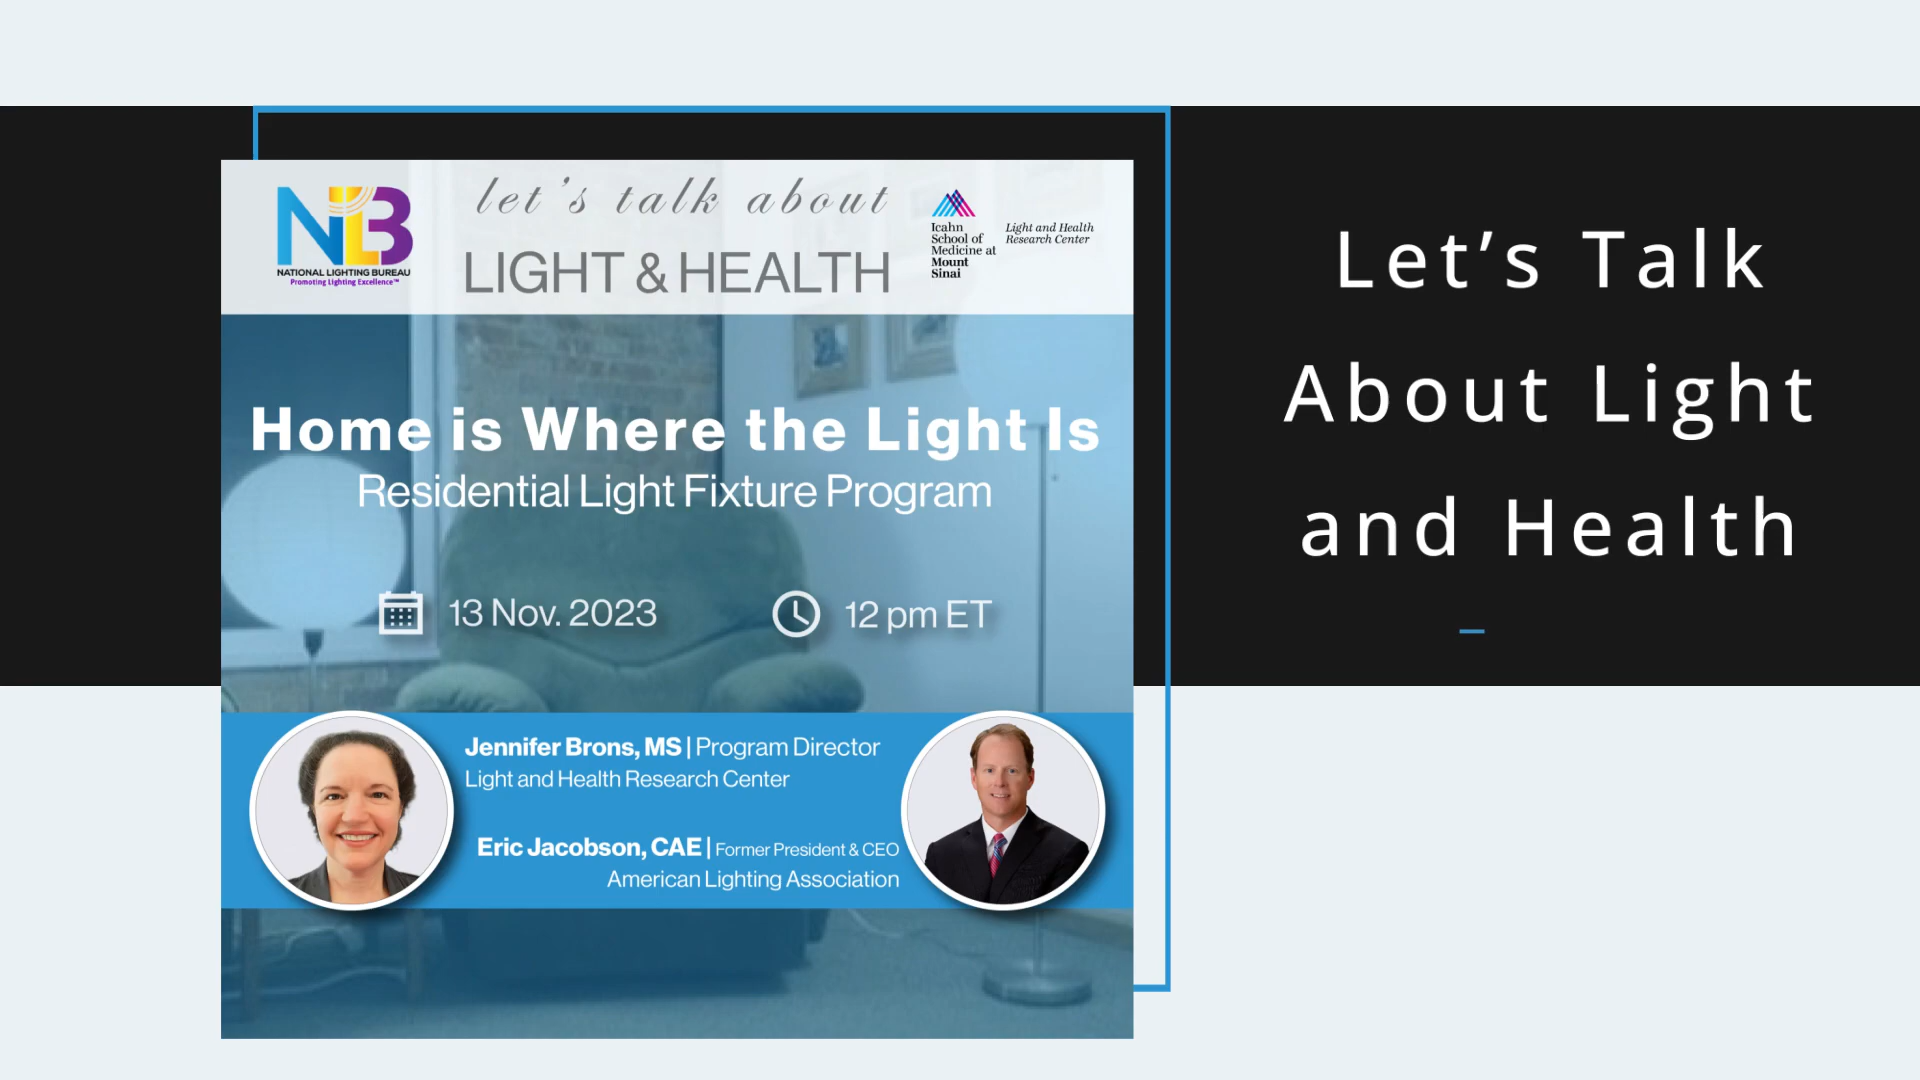 NLB
NATIONAL LIGHTING BUREAU
Promoting Lighting Excellence™
let's talk about
LIGHT & HEALTH
Icahn
School of
Medicine at
Mount
Sinai
Light and Health
Research Center
Home is Where the Light Is
Residential Light Fixture Program
13 Nov. 2023
12 pm ET
Jennifer Brons, MS | Program Director
Light and Health Research Center
Eric Jacobson, CAE | Former President & CEO
American Lighting Association
Let’s Talk
About Light
and Health